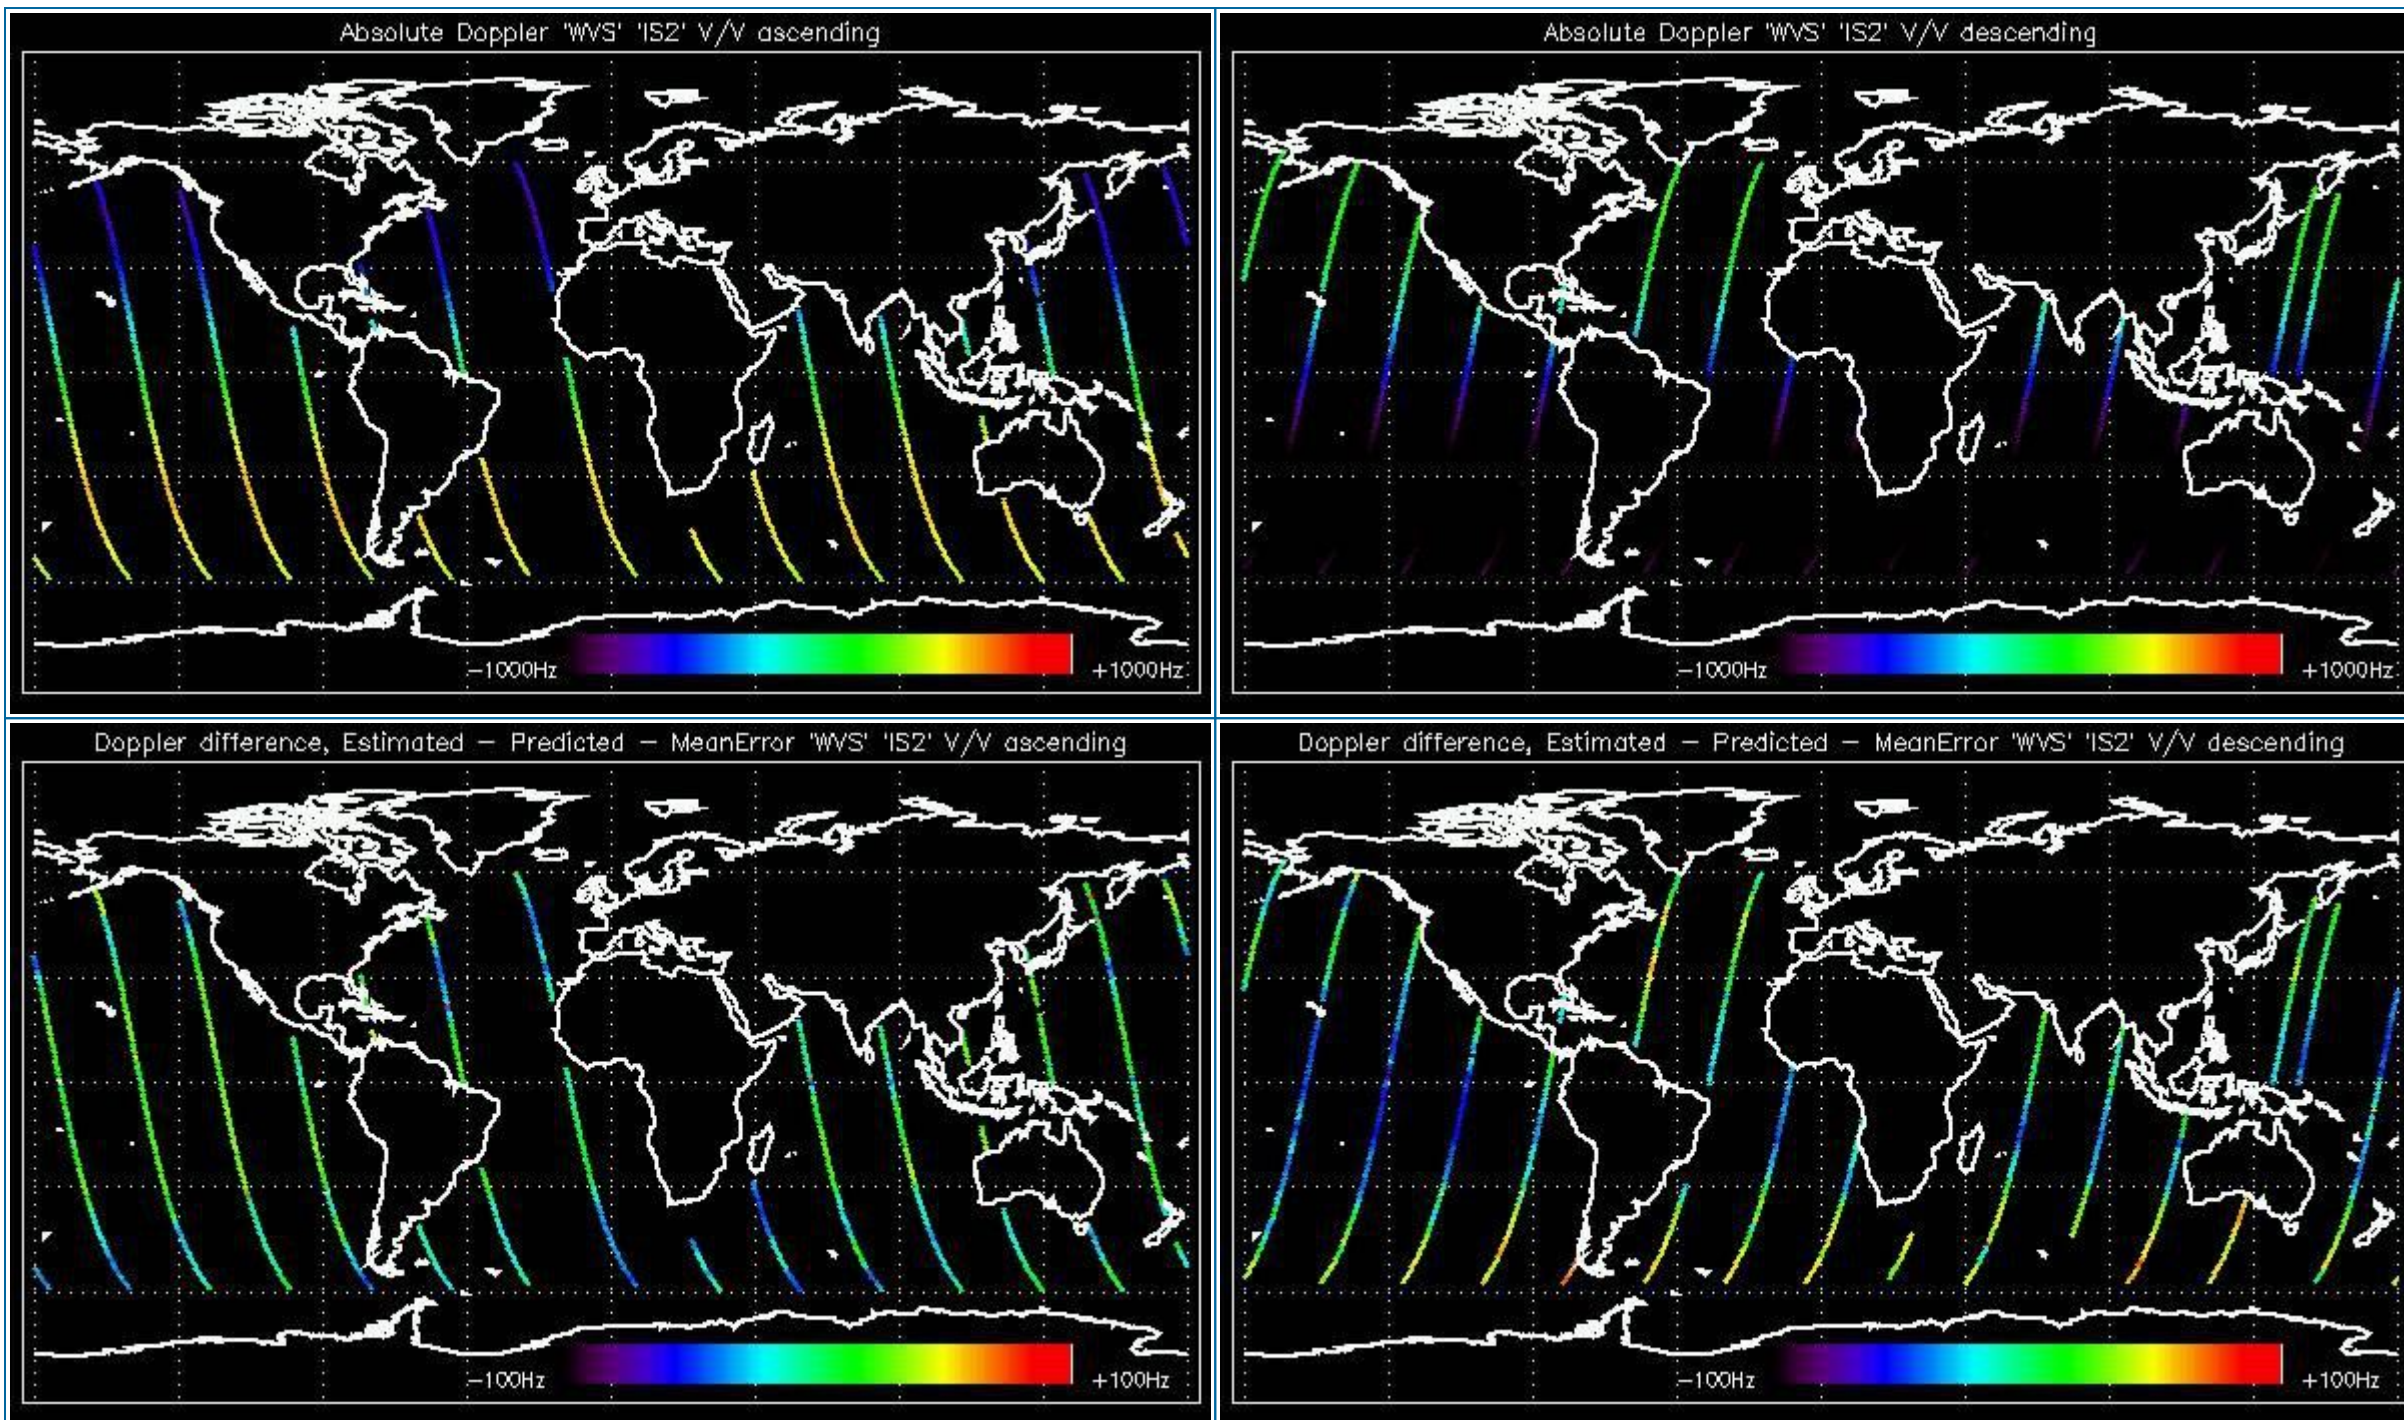 Absolute Doppler 'WVS' 'IS2' V/V ascending
-1000Hz
+1000Hz
Absolute Doppler 'WVS' 'IS2' V/V descending
-1000Hz
+1000Hz
Doppler difference, Estimated - Predicted - MeanError 'WVS' 'IS2' V/V ascending
-100Hz
+100Hz
Doppler difference, Estimated - Predicted - MeanError 'WVS' 'IS2' V/V descending
-100Hz
+100Hz